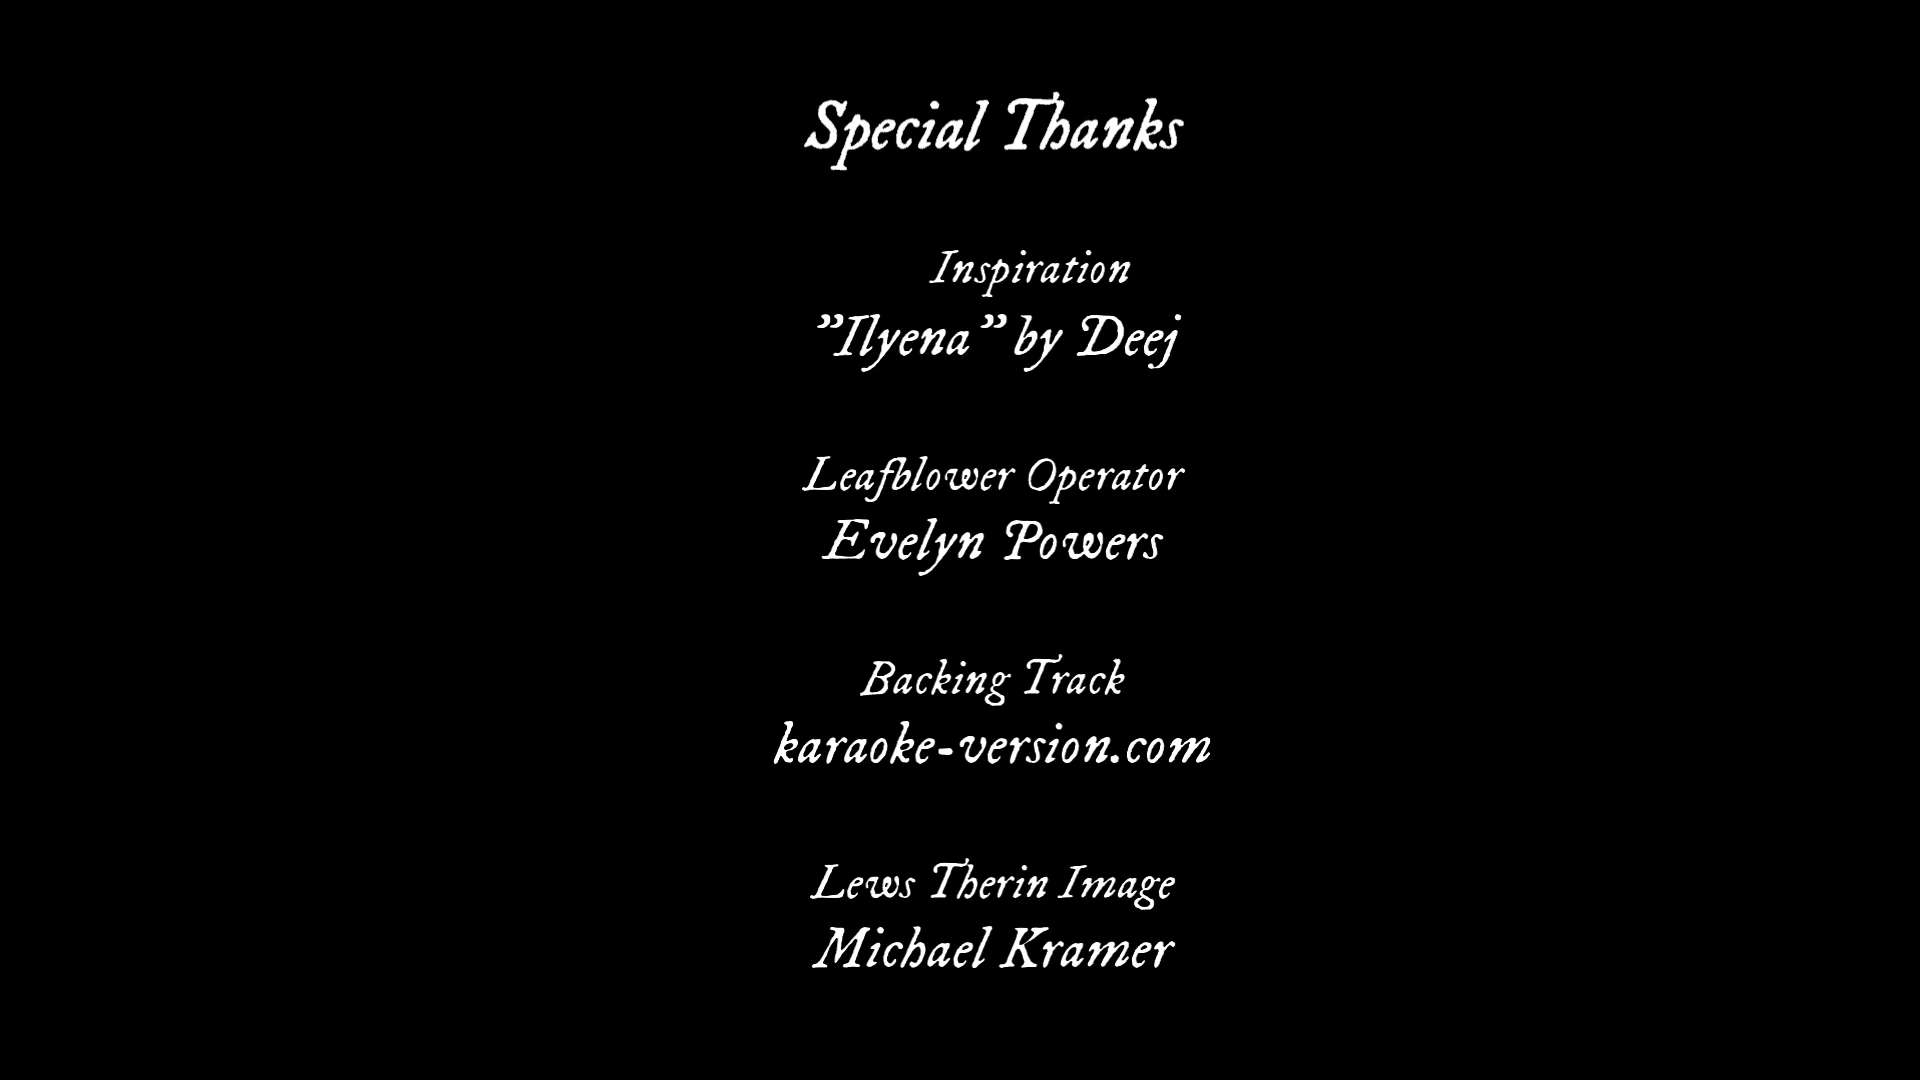 Special Thanks
Inspiration
"Ilyena" by Deej
Leafblower Operator
Evelyn Powers
Backing Track
karaoke-version.com
Lews Therin Image
Michael Kramer